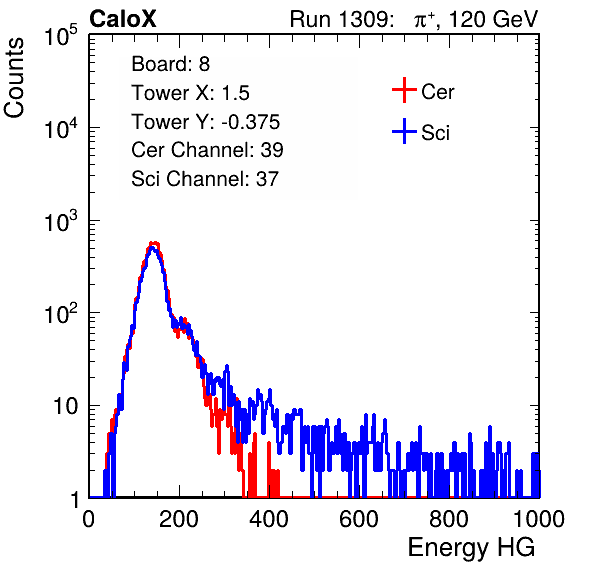 CaloX Run 1309: π⁺, 120 GeV
Counts
10⁵
10⁴
10³
10²
10
1
Board: 8
Tower X: 1.5
Tower Y: -0.375
Cer Channel: 39
Sci Channel: 37
Cer
Sci
0 200 400 600 800 1000
Energy HG